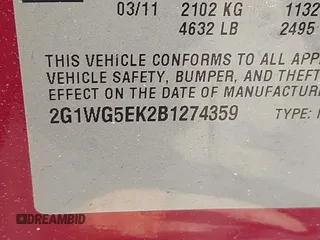 03/11 2102 KG 1132
4632 LB 2495
THIS VEHICLE CONFORMS TO ALL APP
VEHICLE SAFETY, BUMPER, AND THEFT
EFFECT ON THE DATE OF MANUFACTUR
2G1WG5EK2B1274359 TYPE:
DREAMBID